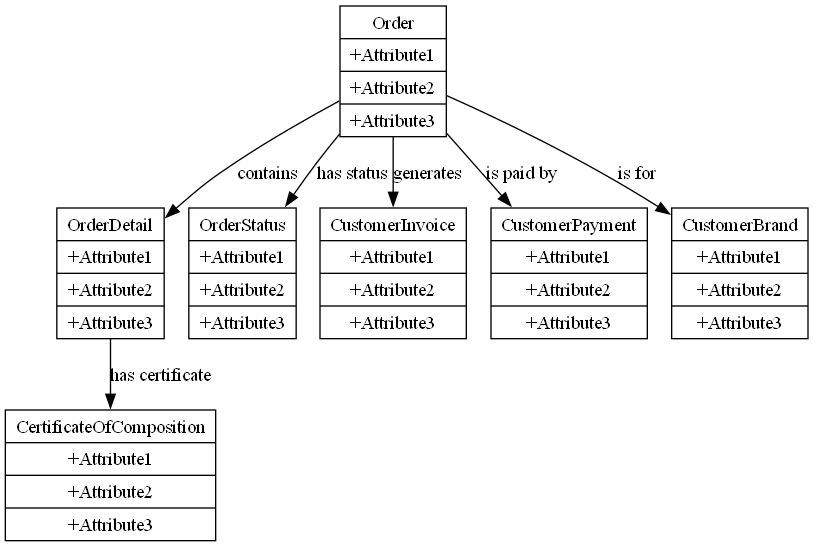 Order
+Attribute1
+Attribute2
+Attribute3
contains
has status
generates
is paid by
is for
OrderDetail
+Attribute1
+Attribute2
+Attribute3
OrderStatus
+Attribute1
+Attribute2
+Attribute3
CustomerInvoice
+Attribute1
+Attribute2
+Attribute3
CustomerPayment
+Attribute1
+Attribute2
+Attribute3
CustomerBrand
+Attribute1
+Attribute2
+Attribute3
has certificate
CertificateOfComposition
+Attribute1
+Attribute2
+Attribute3